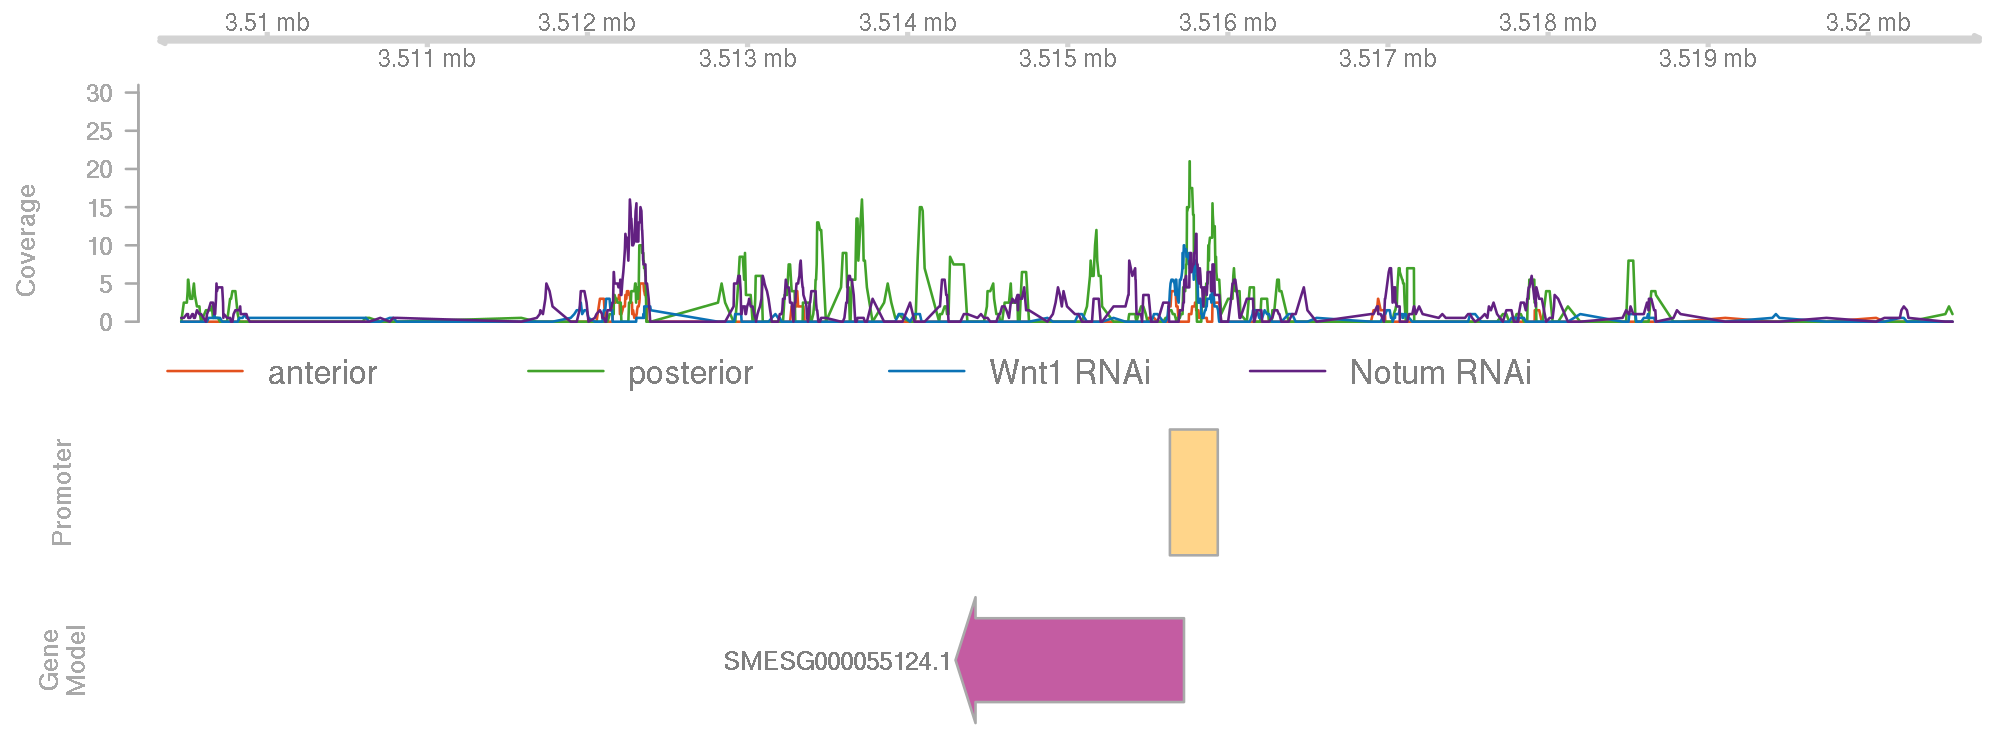 3.51 mb 3.512 mb 3.514 mb 3.516 mb 3.518 mb 3.52 mb
3.511 mb 3.513 mb 3.515 mb 3.517 mb 3.519 mb
30
25
20
15
10
5
0
Coverage
anterior posterior Wnt1 RNAi Notum RNAi
Promoter
Gene
Model
SMESG000055124.1